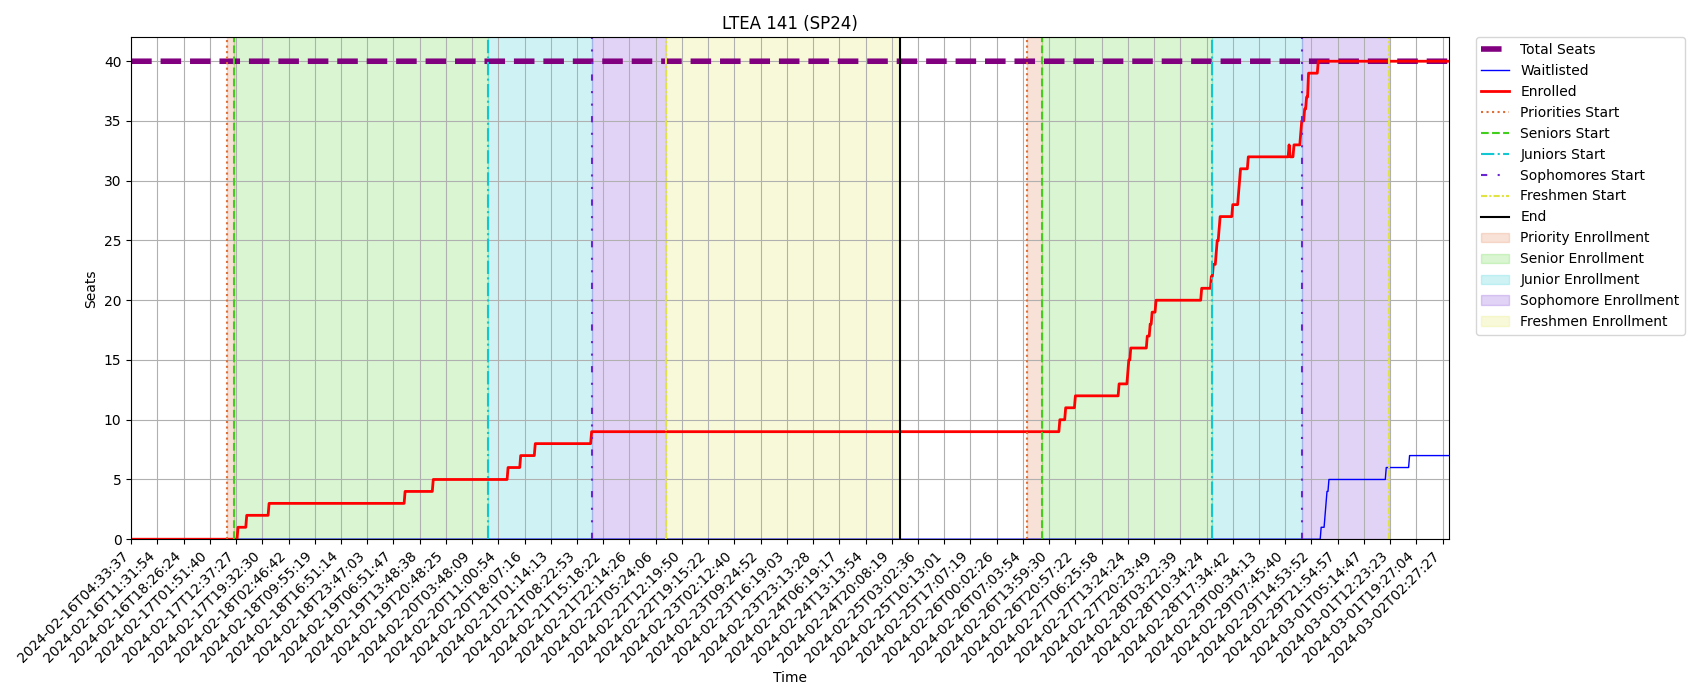 LTEA 141 (SP24)
Total Seats
Waitlisted
Enrolled
Priorities Start
Seniors Start
Juniors Start
Sophomores Start
Freshmen Start
End
Priority Enrollment
Senior Enrollment
Junior Enrollment
Sophomore Enrollment
Freshmen Enrollment
Seats
40
35
30
25
20
15
10
5
0
2024-02-16T04:33:37
2024-02-16T11:31:54
2024-02-16T18:26:24
2024-02-17T01:51:40
2024-02-17T12:37:27
2024-02-17T19:32:30
2024-02-18T02:46:42
2024-02-18T09:55:19
2024-02-18T16:51:14
2024-02-18T23:47:03
2024-02-19T06:51:47
2024-02-19T13:48:38
2024-02-19T20:48:25
2024-02-20T03:48:09
2024-02-20T11:00:54
2024-02-20T18:07:16
2024-02-21T01:14:13
2024-02-21T08:22:53
2024-02-21T15:18:22
2024-02-21T22:14:26
2024-02-22T05:24:06
2024-02-22T12:19:50
2024-02-22T19:15:22
2024-02-23T02:12:40
2024-02-23T09:24:52
2024-02-23T16:19:03
2024-02-23T23:13:28
2024-02-24T06:19:17
2024-02-24T13:13:54
2024-02-24T20:08:19
2024-02-25T03:02:36
2024-02-25T10:13:01
2024-02-25T17:07:19
2024-02-26T00:02:26
2024-02-26T07:03:54
2024-02-26T13:59:30
2024-02-26T20:57:22
2024-02-27T06:25:58
2024-02-27T13:24:24
2024-02-27T20:23:49
2024-02-28T03:22:39
2024-02-28T10:34:24
2024-02-28T17:34:42
2024-02-29T00:34:13
2024-02-29T07:45:40
2024-02-29T14:53:52
2024-02-29T21:54:57
2024-03-01T05:14:47
2024-03-01T12:23:23
2024-03-01T19:27:04
2024-03-02T02:27:27
Time